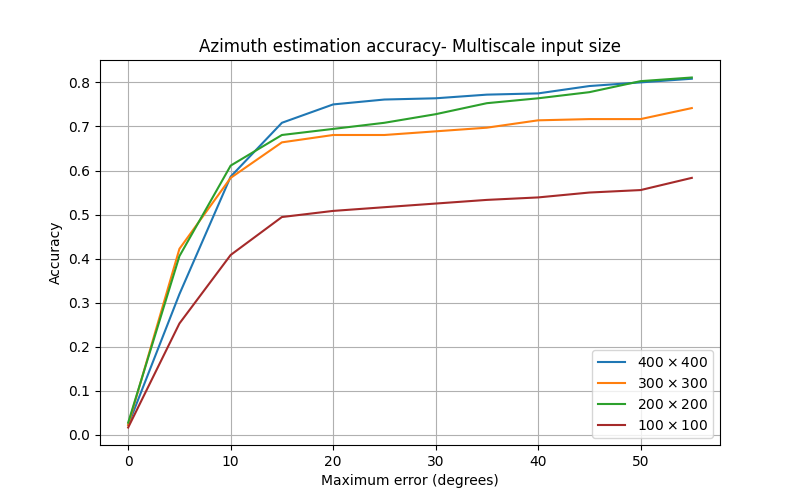 Azimuth estimation accuracy- Multiscale input size
Accuracy
0.8
0.7
0.6
0.5
0.4
0.3
0.2
0.1
0.0
0 10 20 30 40 50
Maximum error (degrees)
400 × 400
300 × 300
200 × 200
100 × 100